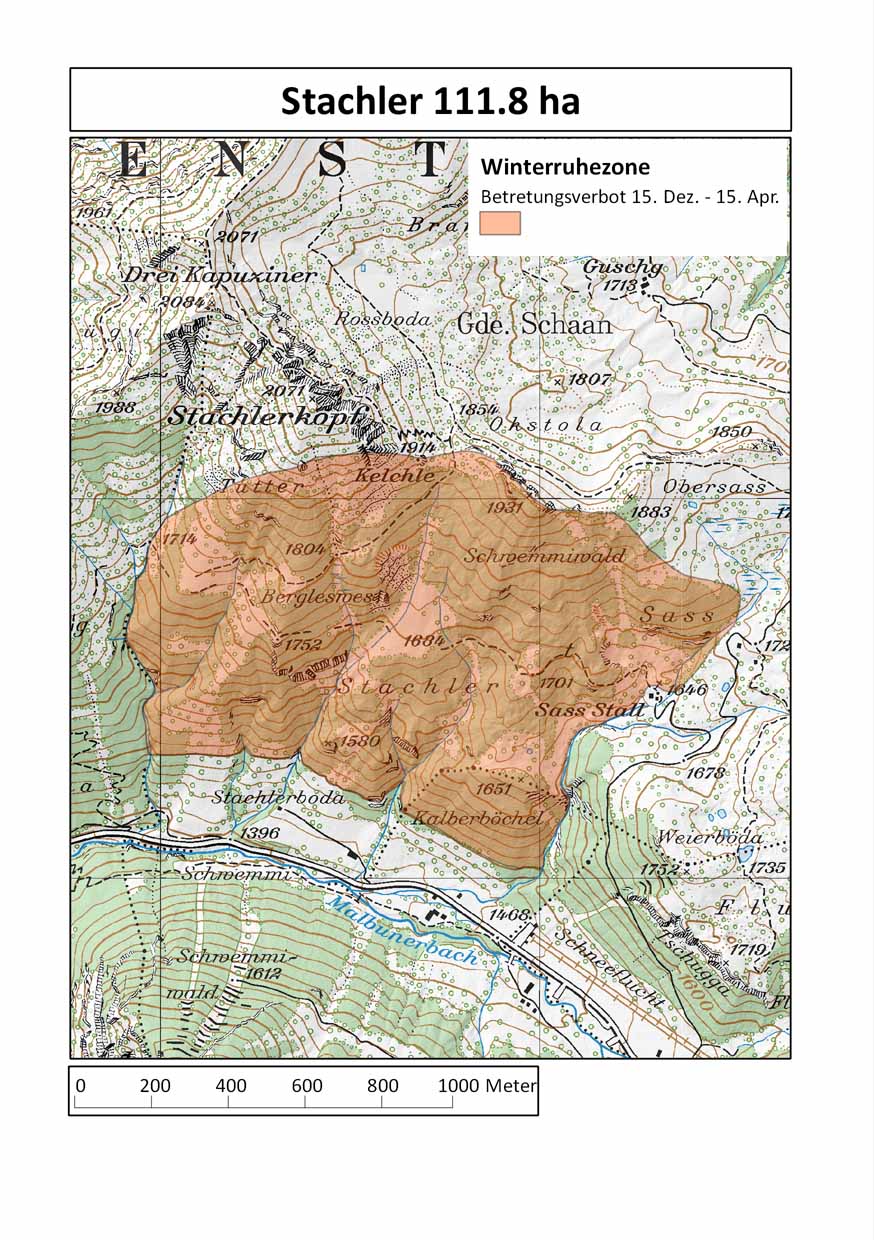 Stachler 111.8 ha
E N S T
Winterruhezone
Betretungsverbot 15. Dez. - 15. Apr.
1961
2071
Guschg
1713
Drei Kapuziner
2084
Rossboda
Gde. Schaan
1807
2071
1988
Stachlerkopf
1854
Okstola
1914
1850
Tutter
Kelchle
Obersass
1931
1883
1714
1804
Schwemmiwald
Sass
1752
1684
Stachler
1701
1646
Sass Stall
1580
1678
1651
Stachlerboda
Kalberböchel
1396
Weierböda
1752
1735
Schwemmi
1468
Malbunerbach
Schneeflucht
1719
Tschugga
Schwemmi-
wald
1612
1600
0 200 400 600 800 1000 Meter